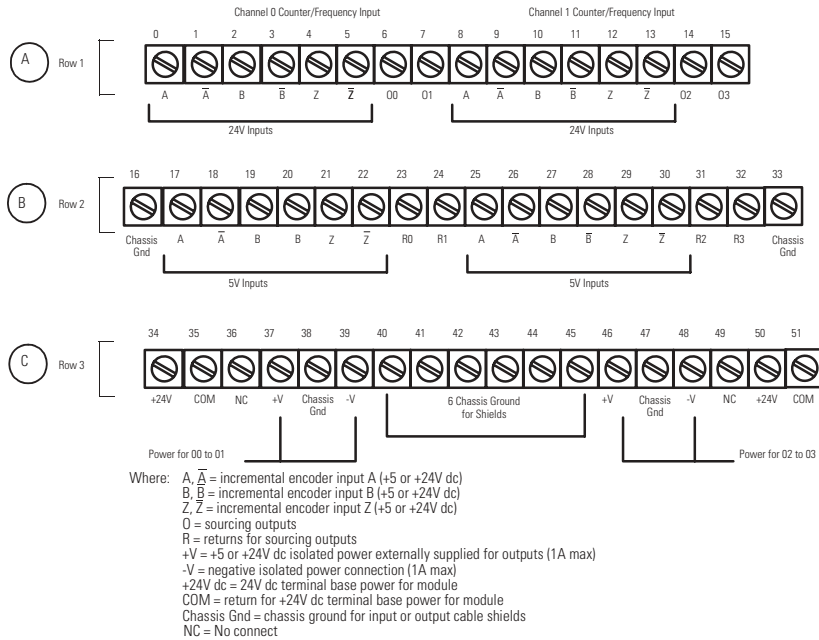 Channel 0 Counter/Frequency Input Channel 1 Counter/Frequency Input
0 1 2 3 4 5 6 7 8 9 10 11 12 13 14 15
A Row 1
A A̅ B B̅ Z Z̅ O0 O1 A A̅ B B̅ Z Z̅ O2 O3
24V Inputs 24V Inputs
16 17 18 19 20 21 22 23 24 25 26 27 28 29 30 31 32 33
B Row 2
Chassis Gnd A A̅ B B Z Z̅ R0 R1 A A̅ B B̅ Z Z̅ R2 R3 Chassis Gnd
5V Inputs 5V Inputs
34 35 36 37 38 39 40 41 42 43 44 45 46 47 48 49 50 51
C Row 3
+24V COM NC +V Chassis Gnd -V 6 Chassis Ground for Shields +V Chassis Gnd -V NC +24V COM
Power for 00 to 01 Power for 02 to 03
Where: A, A̅ = incremental encoder input A (+5 or +24V dc)
B, B̅ = incremental encoder input B (+5 or +24V dc)
Z, Z̅ = incremental encoder input Z (+5 or +24V dc)
O = sourcing outputs
R = returns for sourcing outputs
+V = +5 or +24V dc isolated power externally supplied for outputs (1A max)
-V = negative isolated power connection (1A max)
+24V dc = 24V dc terminal base power for module
COM = return for +24V dc terminal base power for module
Chassis Gnd = chassis ground for input or output cable shields
NC = No connect